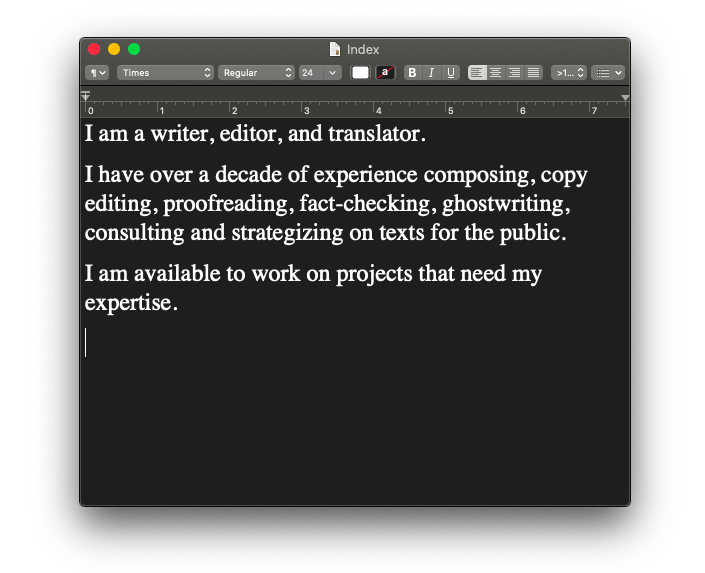 Index
¶ Times Regular 24 a B I U >1...
0 1 2 3 4 5 6 7
I am a writer, editor, and translator.
I have over a decade of experience composing, copy
editing, proofreading, fact-checking, ghostwriting,
consulting and strategizing on texts for the public.
I am available to work on projects that need my
expertise.